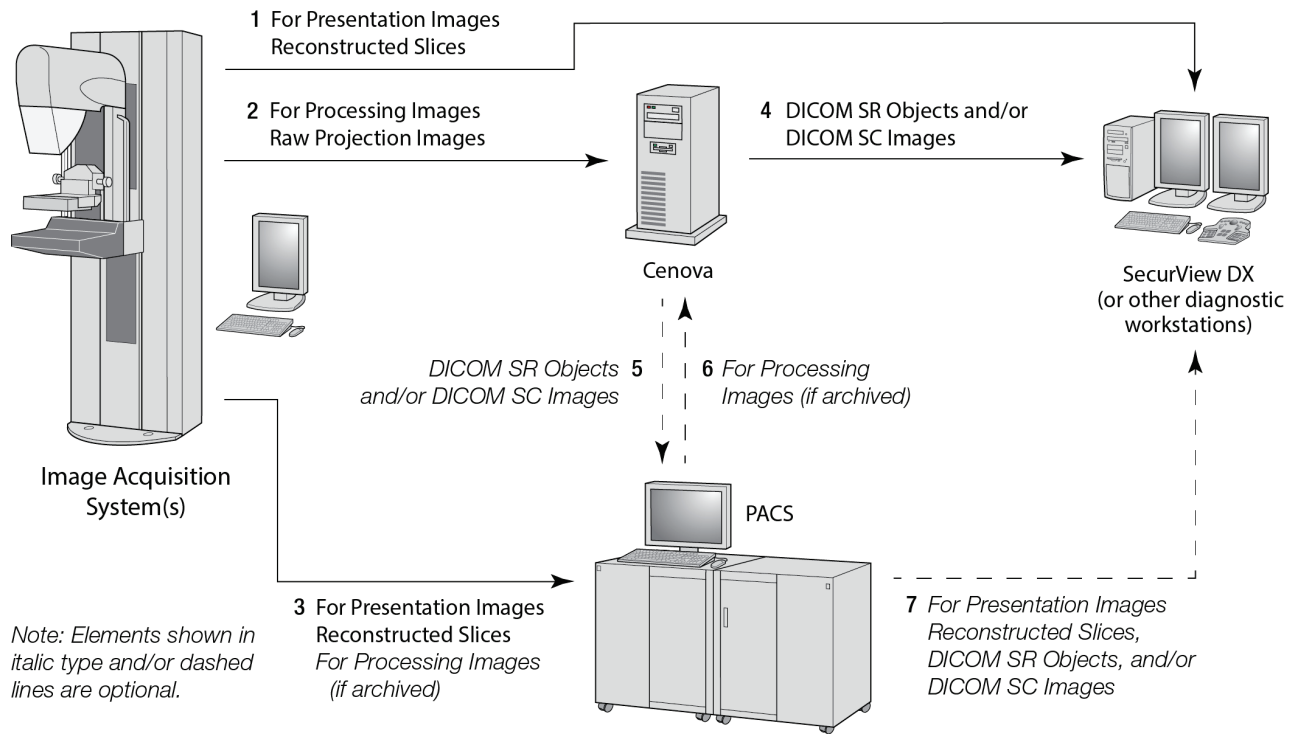 1 For Presentation Images
Reconstructed Slices
2 For Processing Images
Raw Projection Images
4 DICOM SR Objects and/or
DICOM SC Images
Cenova
SecurView DX
(or other diagnostic
workstations)
DICOM SR Objects 5
and/or DICOM SC Images
6 For Processing
Images (if archived)
Image Acquisition
System(s)
PACS
3 For Presentation Images
Reconstructed Slices
For Processing Images
(if archived)
7 For Presentation Images
Reconstructed Slices,
DICOM SR Objects, and/or
DICOM SC Images
Note: Elements shown in
italic type and/or dashed
lines are optional.